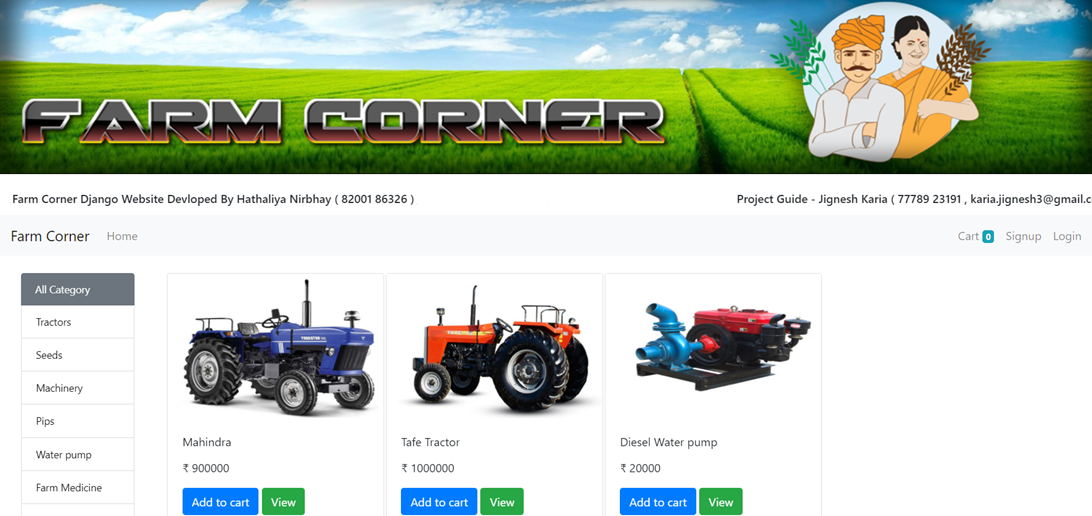 FARM CORNER
Farm Corner Django Website Devloped By Hathaliya Nirbhay ( 82001 86326 )
Project Guide - Jignesh Karia ( 77789 23191 , karia.jignesh3@gmail.c
Farm Corner Home Cart 0 Signup Login
All Category
Tractors
Seeds
Machinery
Pips
Water pump
Farm Medicine
Mahindra Tafe Tractor Diesel Water pump
₹ 900000 ₹ 1000000 ₹ 20000
Add to cart View Add to cart View Add to cart View